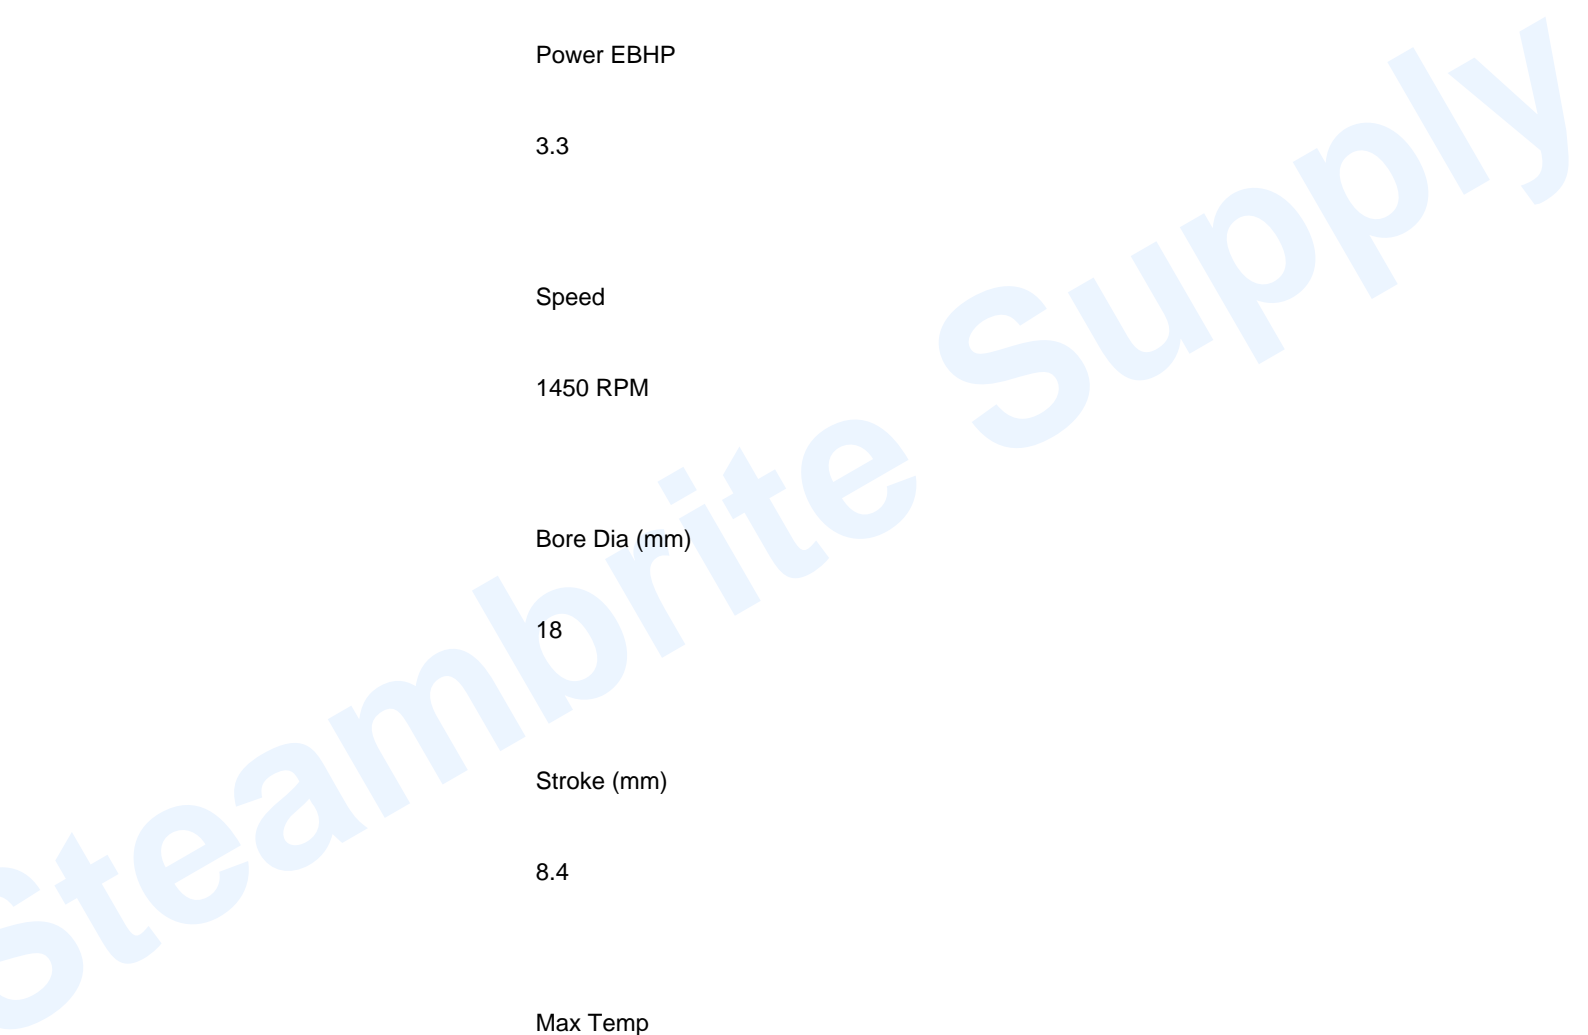 Power EBHP
3.3
Speed
1450 RPM
Bore Dia (mm)
18
Stroke (mm)
8.4
Max Temp
Steambrite Supply